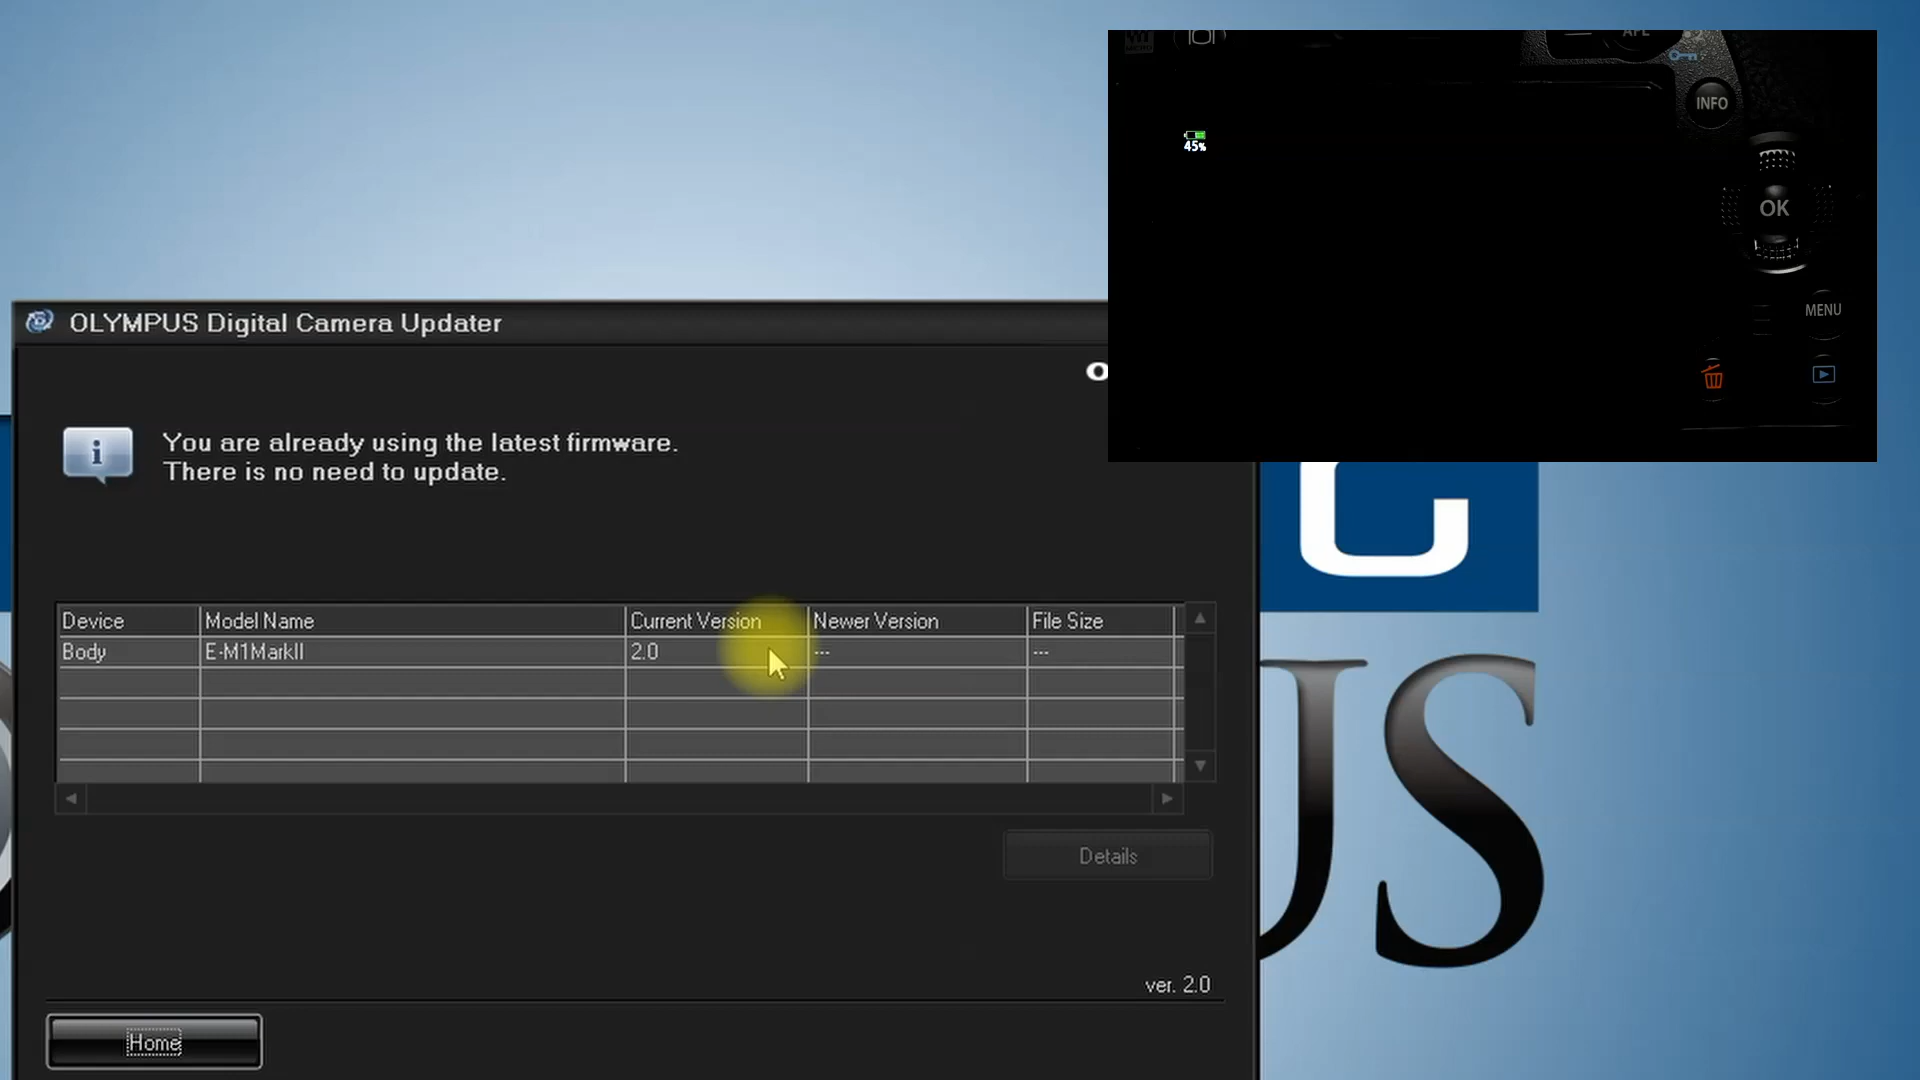 OLYMPUS Digital Camera Updater
You are already using the latest firmware.
There is no need to update.
Device Model Name Current Version Newer Version File Size
Body E-M1MarkII 2.0 --- ---
Details
ver. 2.0
Home
45%
INFO
OK
MENU
US